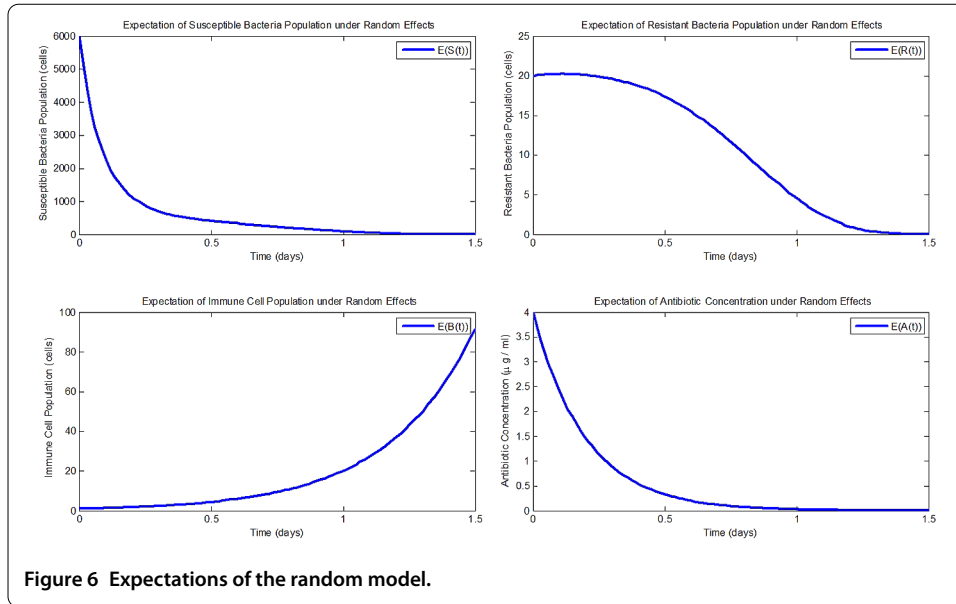 Expectation of Susceptible Bacteria Population under Random Effects
6000
5000
4000
3000
2000
1000
0
0
0.5
1
1.5
Susceptible Bacteria Population (cells)
Time (days)
E(S(t))
Expectation of Resistant Bacteria Population under Random Effects
25
20
15
10
5
0
0
0.5
1
1.5
Resistant Bacteria Population (cells)
Time (days)
E(R(t))
Expectation of Immune Cell Population under Random Effects
100
80
60
40
20
0
0
0.5
1
1.5
Immune Cell Population (cells)
Time (days)
E(B(t))
Expectation of Antibiotic Concentration under Random Effects
4
3.5
3
2.5
2
1.5
1
0.5
0
0
0.5
1
1.5
Antibiotic Concentration (μ g / ml)
Time (days)
E(A(t))
Figure 6 Expectations of the random model.